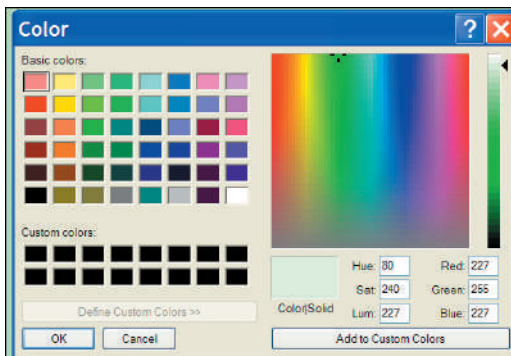 Color
Basic colors:
Custom colors:
Define Custom Colors >>
OK Cancel
Color|Solid
Hue: 80 Red: 227
Sat: 240 Green: 255
Lum: 227 Blue: 227
Add to Custom Colors